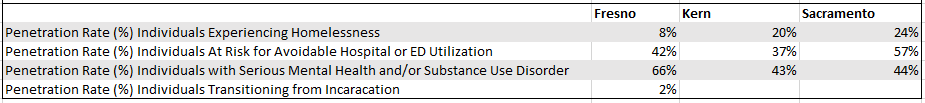 Fresno Kern Sacramento
Penetration Rate (%) Individuals Experiencing Homelessness 8% 20% 24%
Penetration Rate (%) Individuals At Risk for Avoidable Hospital or ED Utilization 42% 37% 57%
Penetration Rate (%) Individuals with Serious Mental Health and/or Substance Use Disorder 66% 43% 44%
Penetration Rate (%) Individuals Transitioning from Incaracation 2%